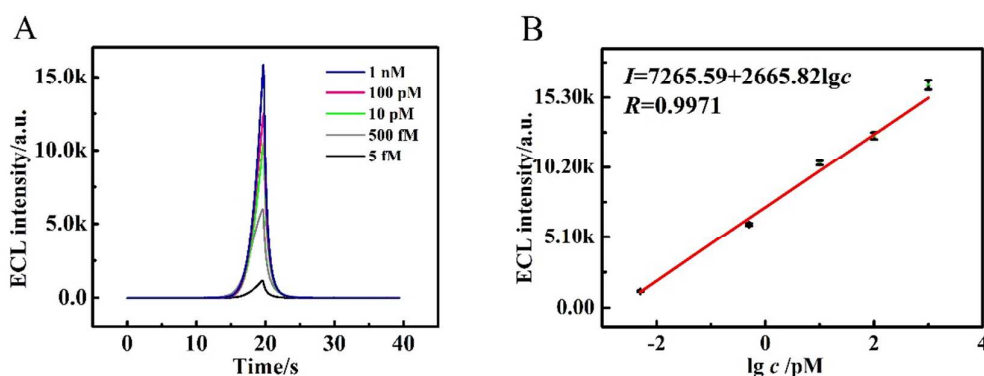 A
15.0k
10.0k
5.0k
0.0
ECL intensity/a.u.
0
20
40
Time/s
1 nM
100 pM
10 pM
500 fM
5 fM
B
I=7265.59+2665.82lgc
R=0.9971
15.30k
10.20k
5.10k
0.00
ECL intensity/a.u.
-2
0
2
4
lg c /pM